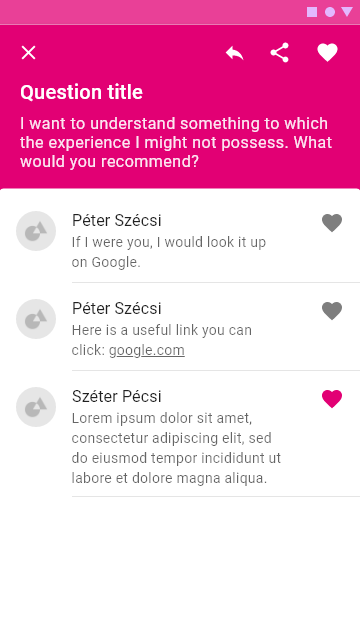 Question title
I want to understand something to which
the experience I might not possess. What
would you recommend?
Péter Szécsi
If I were you, I would look it up
on Google.
Péter Szécsi
Here is a useful link you can
click: google.com
Széter Pécsi
Lorem ipsum dolor sit amet,
consectetur adipiscing elit, sed
do eiusmod tempor incididunt ut
labore et dolore magna aliqua.